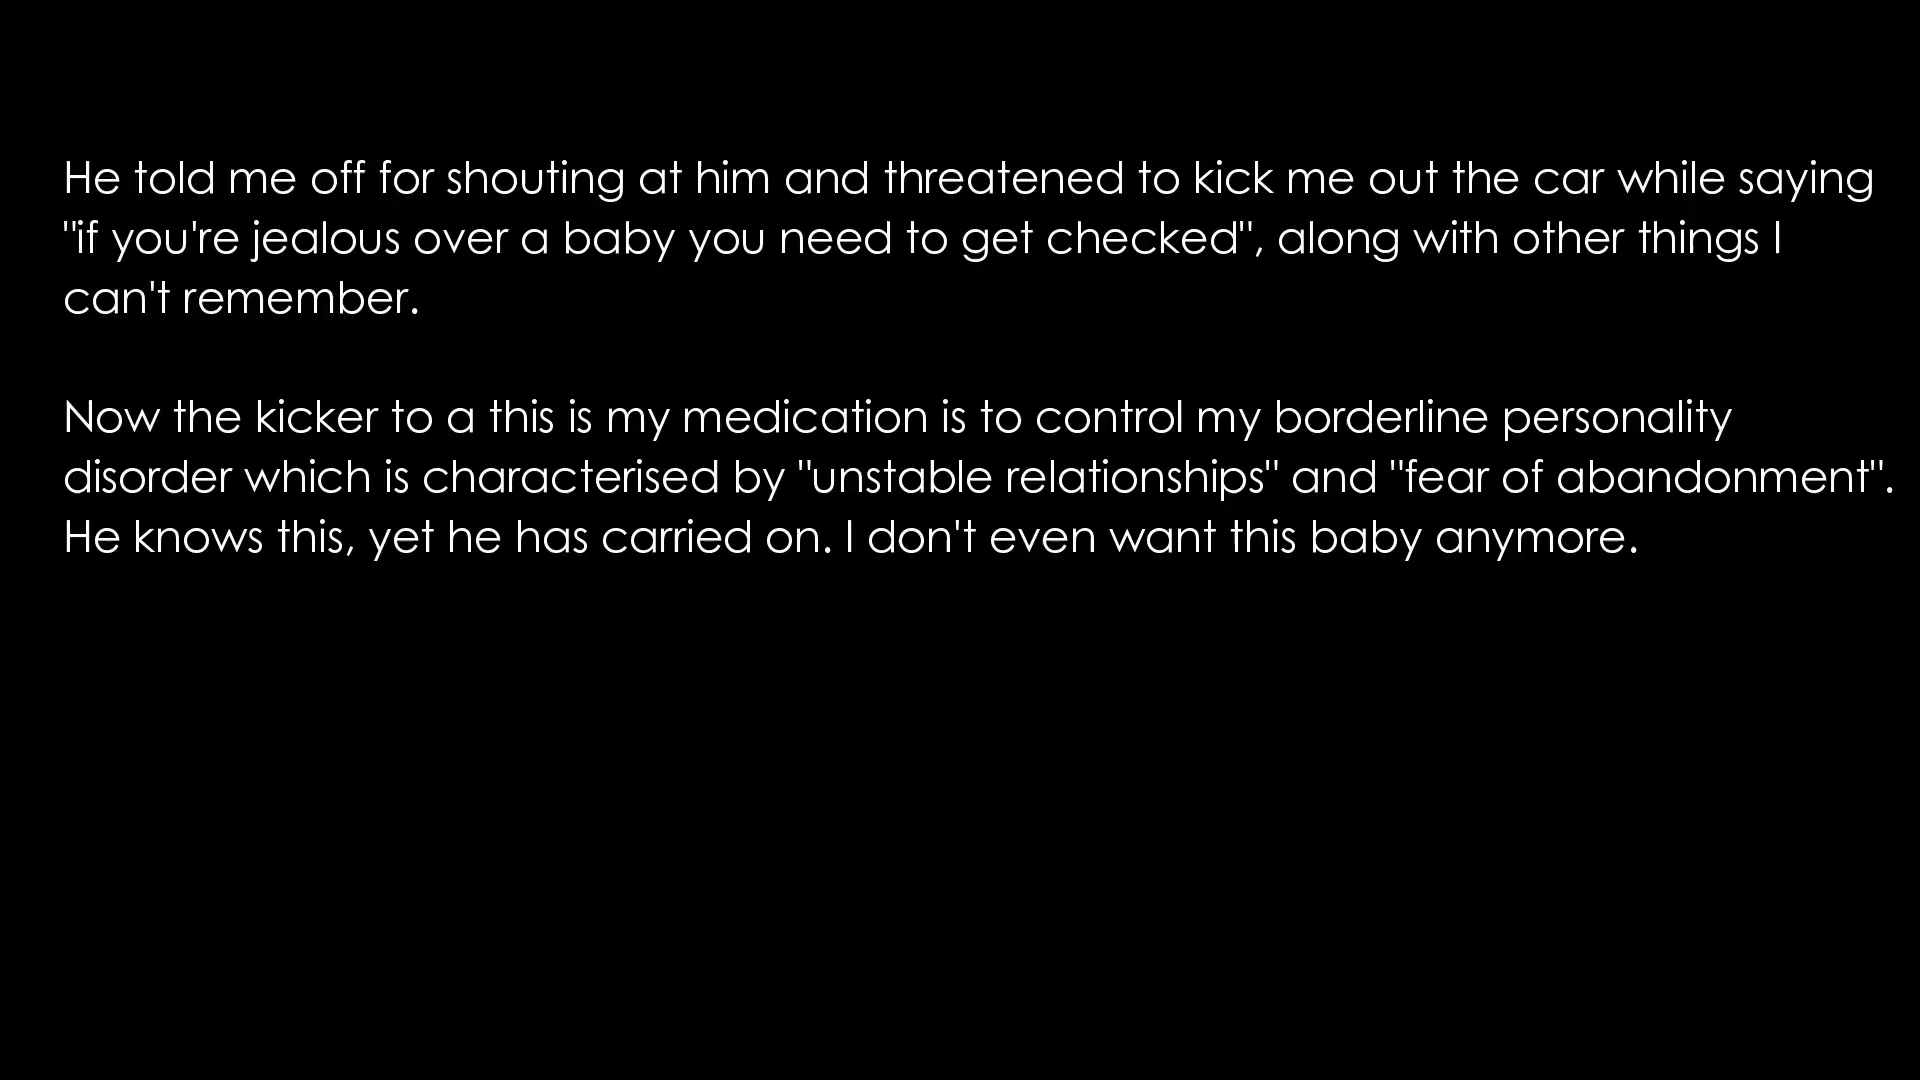 He told me off for shouting at him and threatened to kick me out the car while saying
"if you're jealous over a baby you need to get checked", along with other things I
can't remember.
Now the kicker to a this is my medication is to control my borderline personality
disorder which is characterised by "unstable relationships" and "fear of abandonment".
He knows this, yet he has carried on. I don't even want this baby anymore.